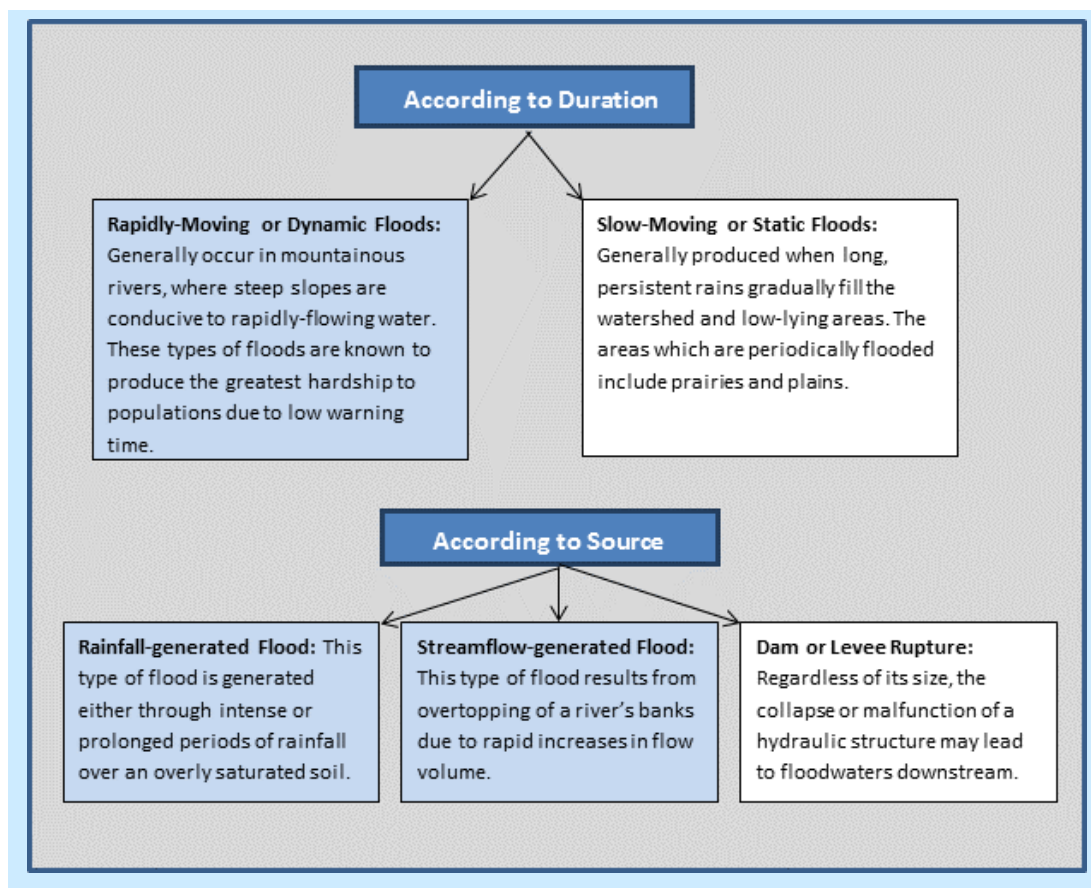 According to Duration
Rapidly-Moving or Dynamic Floods:
Generally occur in mountainous
rivers, where steep slopes are
conducive to rapidly-flowing water.
These types of floods are known to
produce the greatest hardship to
populations due to low warning
time.
Slow-Moving or Static Floods:
Generally produced when long,
persistent rains gradually fill the
watershed and low-lying areas. The
areas which are periodically flooded
include prairies and plains.
According to Source
Rainfall-generated Flood: This
type of flood is generated
either through intense or
prolonged periods of rainfall
over an overly saturated soil.
Streamflow-generated Flood:
This type of flood results from
overtopping of a river's banks
due to rapid increases in flow
volume.
Dam or Levee Rupture:
Regardless of its size, the
collapse or malfunction of a
hydraulic structure may lead
to floodwaters downstream.